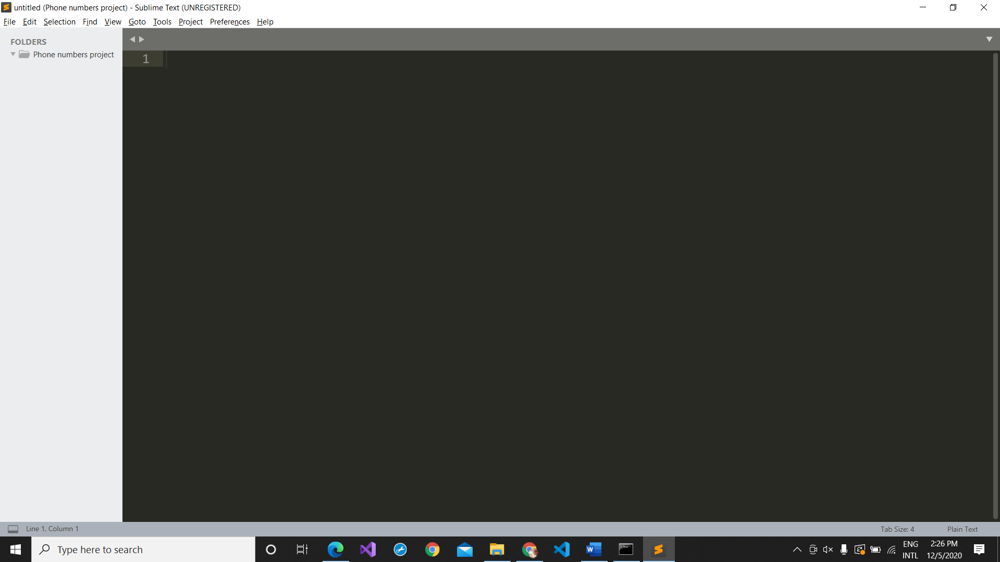 untitled (Phone numbers project) - Sublime Text (UNREGISTERED)
File Edit Selection Find View Goto Tools Project Preferences Help
FOLDERS
Phone numbers project
1
Line 1, Column 1
Tab Size: 4
Plain Text
Type here to search
ENG
INTL
2:26 PM
12/5/2020